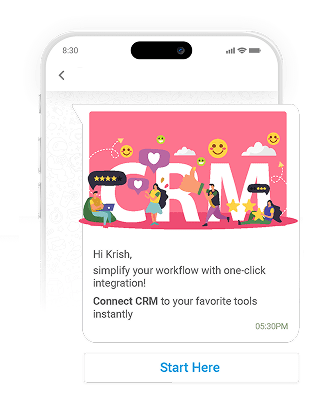 8:30
CRM
Hi Krish,
simplify your workflow with one-click
integration!
Connect CRM to your favorite tools
instantly
05:30PM
Start Here